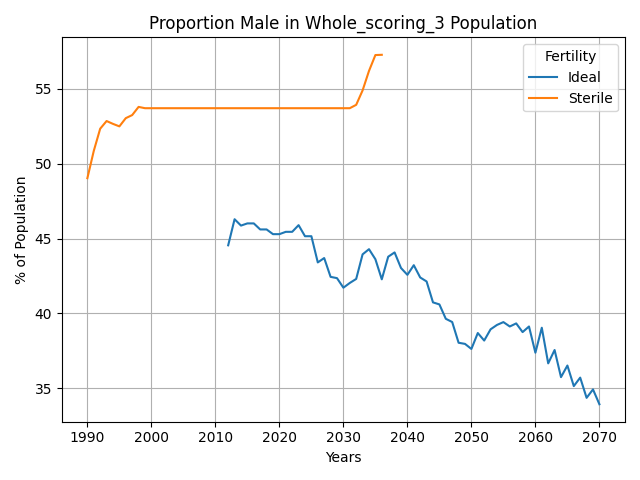 Proportion Male in Whole_scoring_3 Population
Fertility
Ideal
Sterile
% of Population
55
50
45
40
35
1990 2000 2010 2020 2030 2040 2050 2060 2070
Years